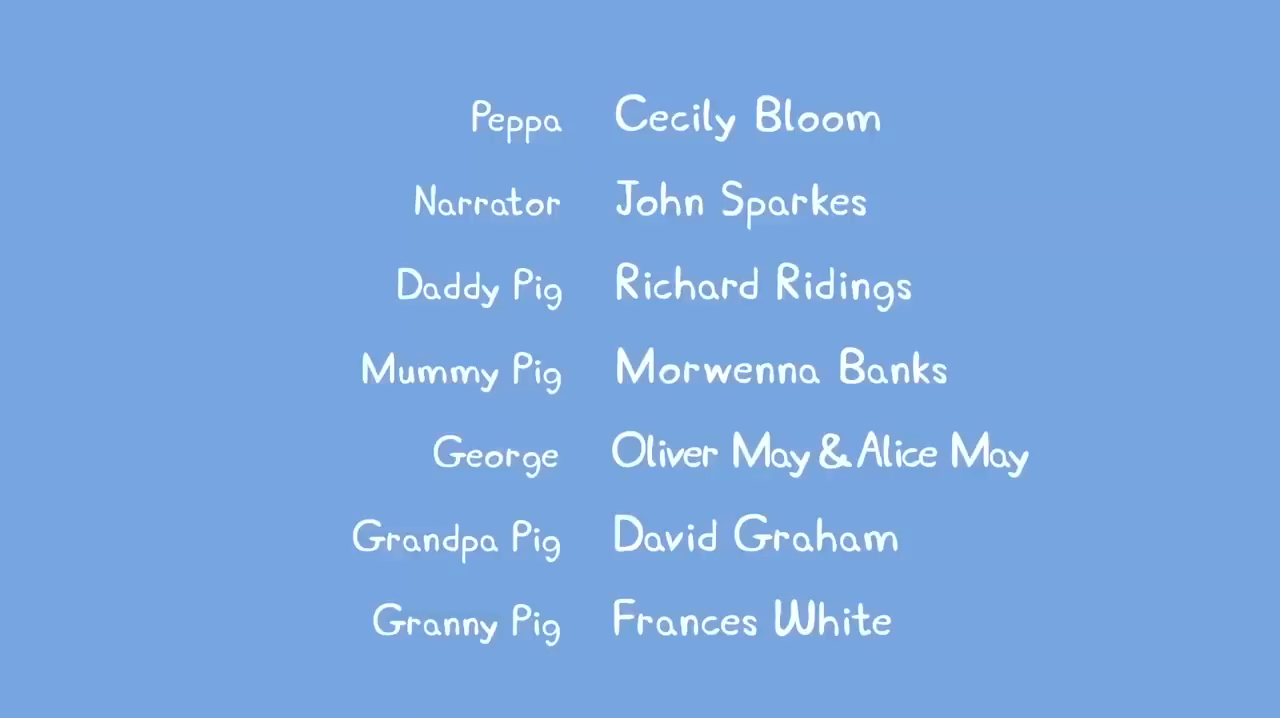 Peppa Cecily Bloom
Narrator John Sparkes
Daddy Pig Richard Ridings
Mummy Pig Morwenna Banks
George Oliver May & Alice May
Grandpa Pig David Graham
Granny Pig Frances White